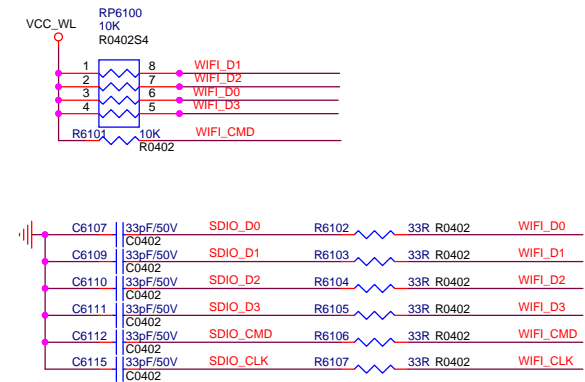 RP6100
10K
R0402S4
VCC_WL
1 8 WIFI_D1
2 7 WIFI_D2
3 6 WIFI_D0
4 5 WIFI_D3
R6101 10K WIFI_CMD
R0402
C6107 33pF/50V SDIO_D0 R6102 33R R0402 WIFI_D0
C0402
C6109 33pF/50V SDIO_D1 R6103 33R R0402 WIFI_D1
C0402
C6110 33pF/50V SDIO_D2 R6104 33R R0402 WIFI_D2
C0402
C6111 33pF/50V SDIO_D3 R6105 33R R0402 WIFI_D3
C0402
C6112 33pF/50V SDIO_CMD R6106 33R R0402 WIFI_CMD
C0402
C6115 33pF/50V SDIO_CLK R6107 33R R0402 WIFI_CLK
C0402